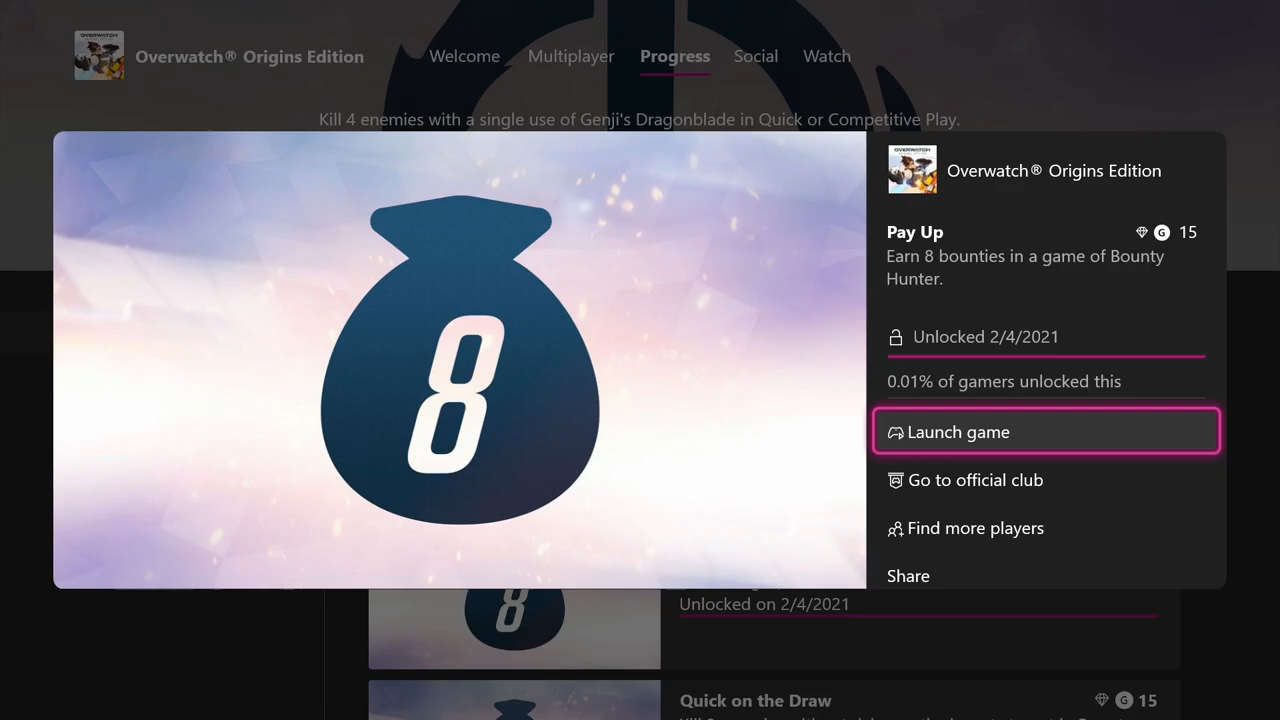 Overwatch® Origins Edition
Welcome
Multiplayer
Progress
Social
Watch
Kill 4 enemies with a single use of Genji's Dragonblade in Quick or Competitive Play.
8
OVERWATCH
Overwatch® Origins Edition
Pay Up
G 15
Earn 8 bounties in a game of Bounty
Hunter.
Unlocked 2/4/2021
0.01% of gamers unlocked this
Launch game
Go to official club
Find more players
Share
8
Unlocked on 2/4/2021
Quick on the Draw
G 15